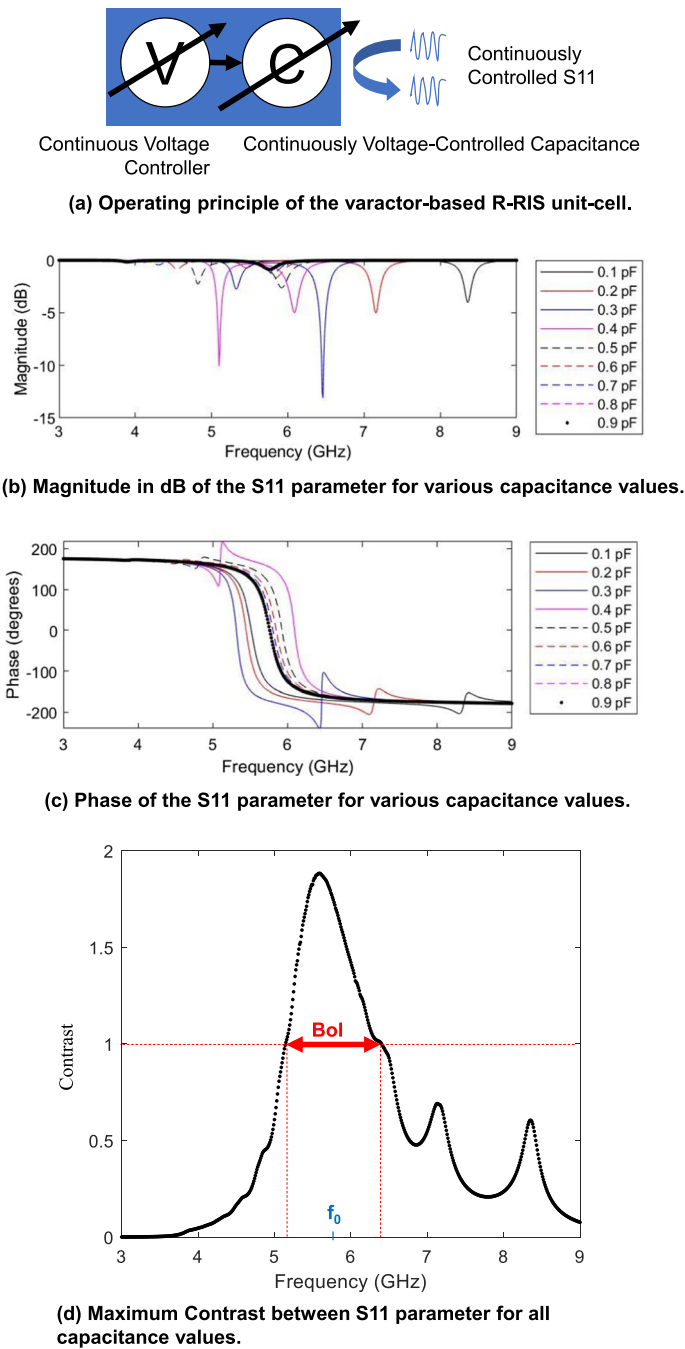 V
C
Continuously
Controlled S11
Continuous Voltage
Controller
Continuously Voltage-Controlled Capacitance
(a) Operating principle of the varactor-based R-RIS unit-cell.
0
-5
-10
-15
Magnitude (dB)
3
4
5
6
7
8
9
Frequency (GHz)
0.1 pF
0.2 pF
0.3 pF
0.4 pF
0.5 pF
0.6 pF
0.7 pF
0.8 pF
0.9 pF
(b) Magnitude in dB of the S11 parameter for various capacitance values.
200
100
0
-100
-200
Phase (degrees)
3
4
5
6
7
8
9
Frequency (GHz)
0.1 pF
0.2 pF
0.3 pF
0.4 pF
0.5 pF
0.6 pF
0.7 pF
0.8 pF
0.9 pF
(c) Phase of the S11 parameter for various capacitance values.
2
1.5
1
0.5
0
Contrast
BoI
f₀
3
4
5
6
7
8
9
Frequency (GHz)
(d) Maximum Contrast between S11 parameter for all
capacitance values.